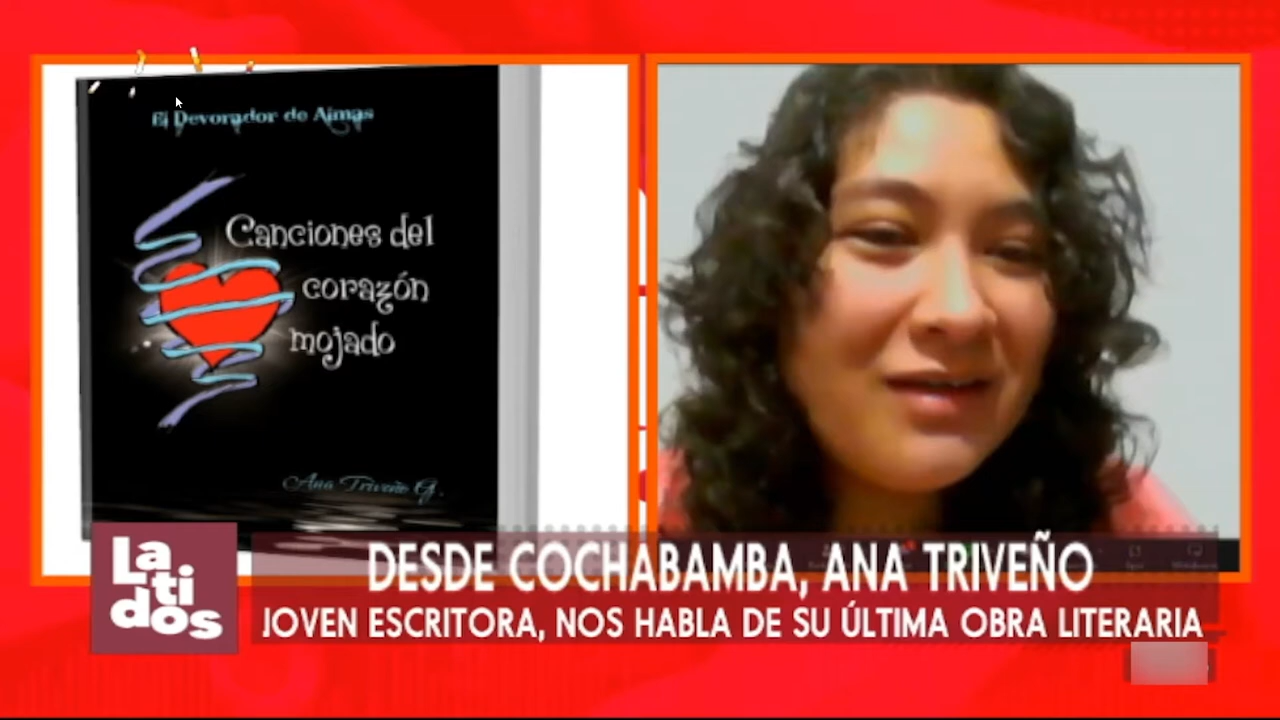 El Devorador de Almas
Canciones del
corazón
mojado
Ana Triveño G.
La
ti
dos
DESDE COCHABAMBA, ANA TRIVEÑO
JOVEN ESCRITORA, NOS HABLA DE SU ÚLTIMA OBRA LITERARIA